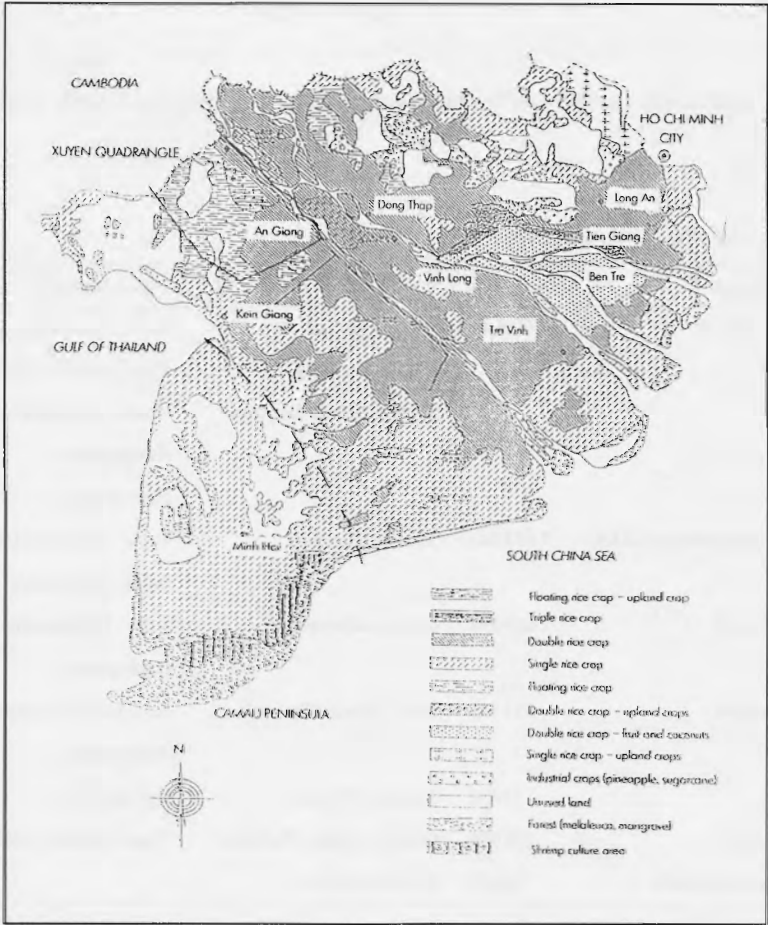 CAMBODIA
HO CHI MINH
CITY
XUYEN QUADRANGLE
Long An
Dong Thap
An Giang
Tien Giang
Vinh Long
Ben Tre
Kein Giang
Tra Vinh
GULF OF THAILAND
Minh Hai
SOUTH CHINA SEA
Floating rice crop – upland crop
Triple rice crop
Double rice crop
Single rice crop
Floating rice crop
Double rice crop – upland crops
Double rice crop – fruit and coconuts
Single rice crop – upland crops
Industrial crops (pineapple, sugarcane)
Unused land
Forest (melaleuca, mangrove)
Shrimp culture area
CAMAU PENINSULA
N